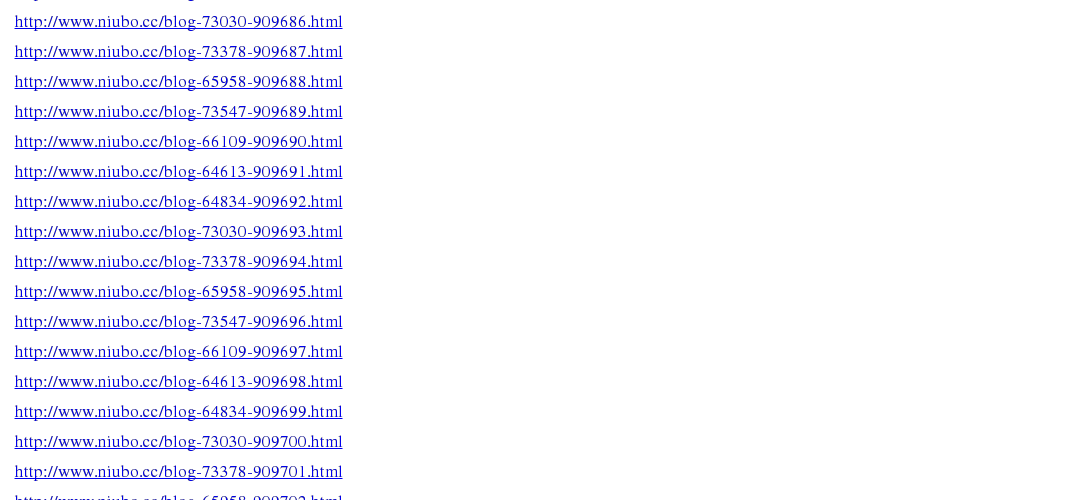 http://www.niubo.cc/blog-73030-909686.html
http://www.niubo.cc/blog-73378-909687.html
http://www.niubo.cc/blog-65958-909688.html
http://www.niubo.cc/blog-73547-909689.html
http://www.niubo.cc/blog-66109-909690.html
http://www.niubo.cc/blog-64613-909691.html
http://www.niubo.cc/blog-64834-909692.html
http://www.niubo.cc/blog-73030-909693.html
http://www.niubo.cc/blog-73378-909694.html
http://www.niubo.cc/blog-65958-909695.html
http://www.niubo.cc/blog-73547-909696.html
http://www.niubo.cc/blog-66109-909697.html
http://www.niubo.cc/blog-64613-909698.html
http://www.niubo.cc/blog-64834-909699.html
http://www.niubo.cc/blog-73030-909700.html
http://www.niubo.cc/blog-73378-909701.html